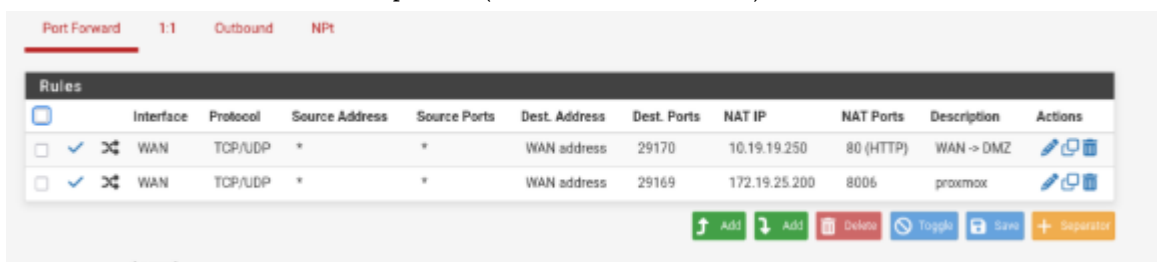 Port Forward 1:1 Outbound NPt
Rules
Interface Protocol Source Address Source Ports Dest. Address Dest. Ports NAT IP NAT Ports Description Actions
WAN TCP/UDP * * WAN address 29170 10.19.19.250 80 (HTTP) WAN -> DMZ
WAN TCP/UDP * * WAN address 29169 172.19.25.200 8006 proxmox
Add Add Delete Toggle Save Separator